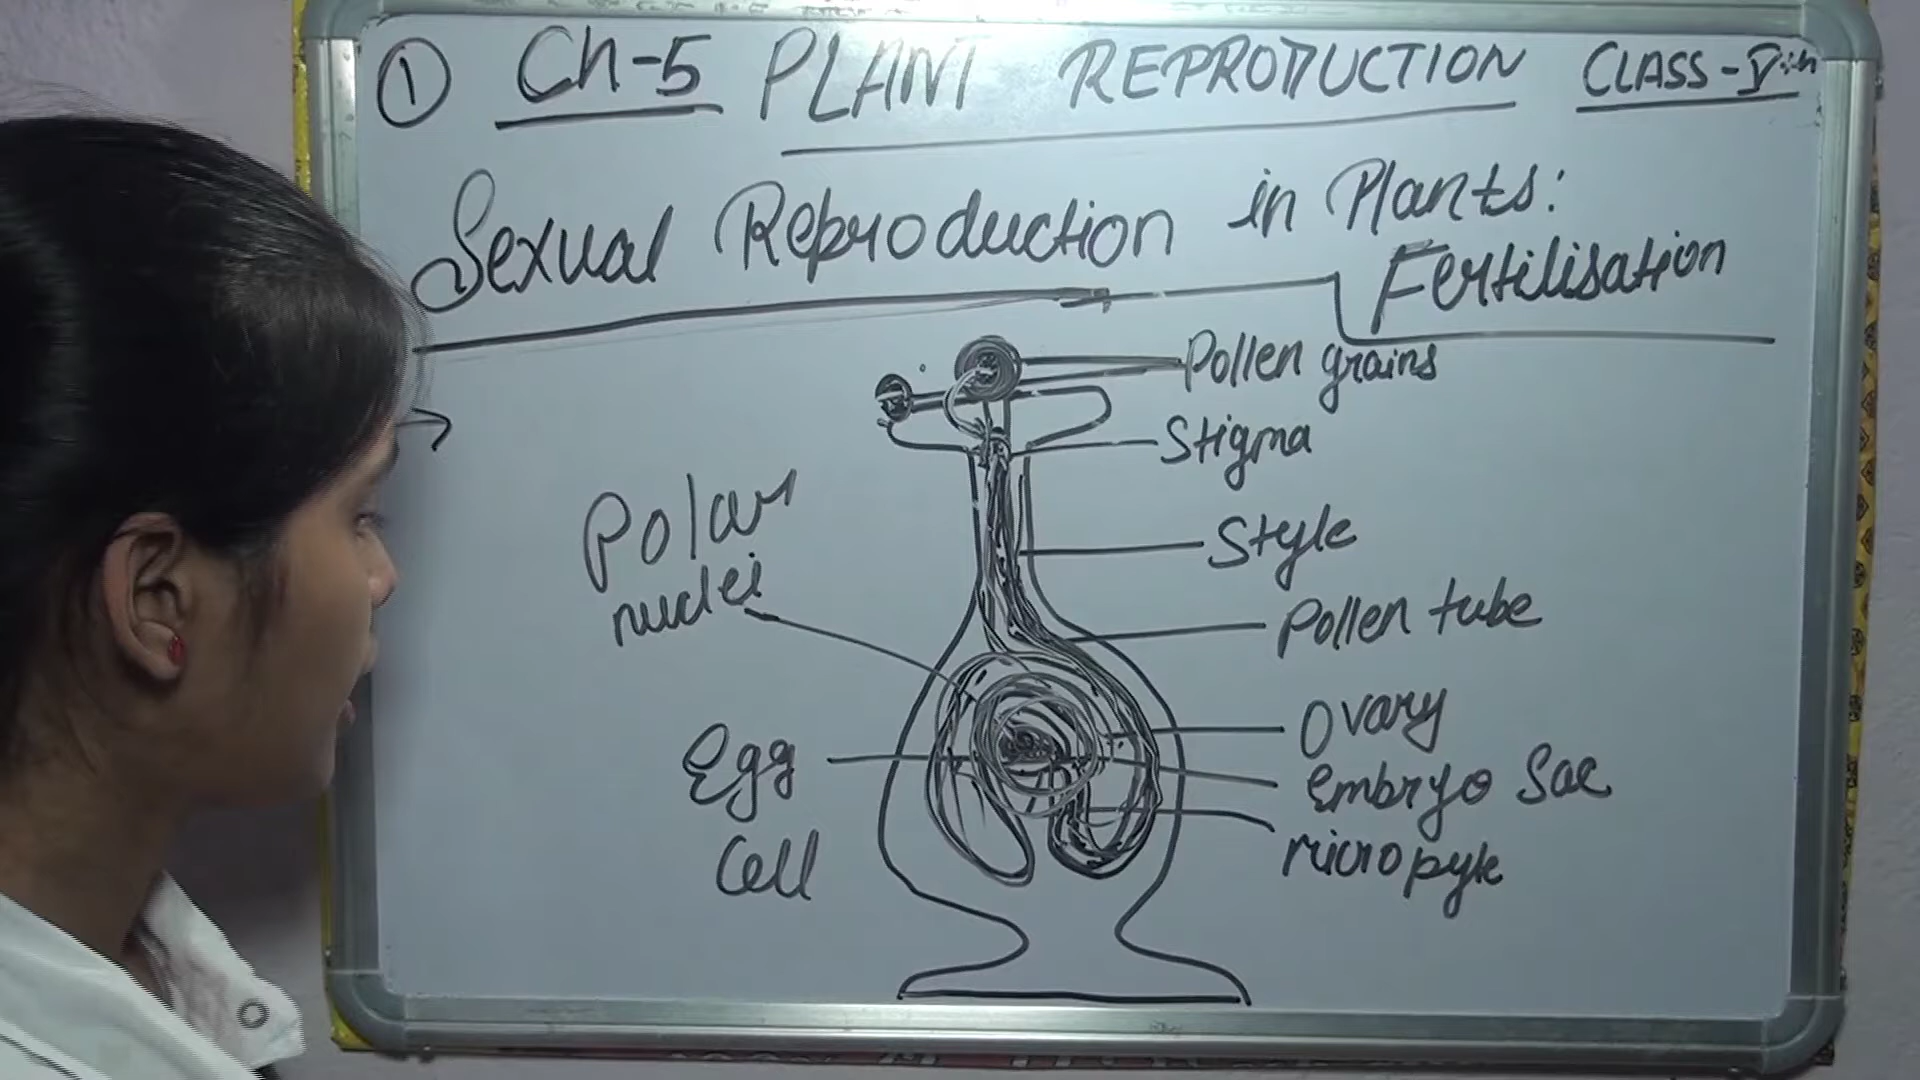 ① Ch-5 PLANT REPRODUCTION CLASS-Vth
Sexual Reproduction in Plants:
Fertilisation
Pollen grains
Stigma
Style
Pollen tube
Ovary
Embryo Sac
micropyle
Polar
nuclei
Egg
Cell